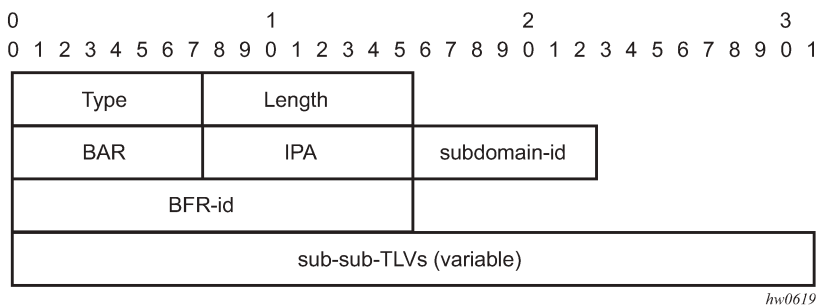 0 1 2 3
0 1 2 3 4 5 6 7 8 9 0 1 2 3 4 5 6 7 8 9 0 1 2 3 4 5 6 7 8 9 0 1
Type Length
BAR IPA subdomain-id
BFR-id
sub-sub-TLVs (variable)
hw0619